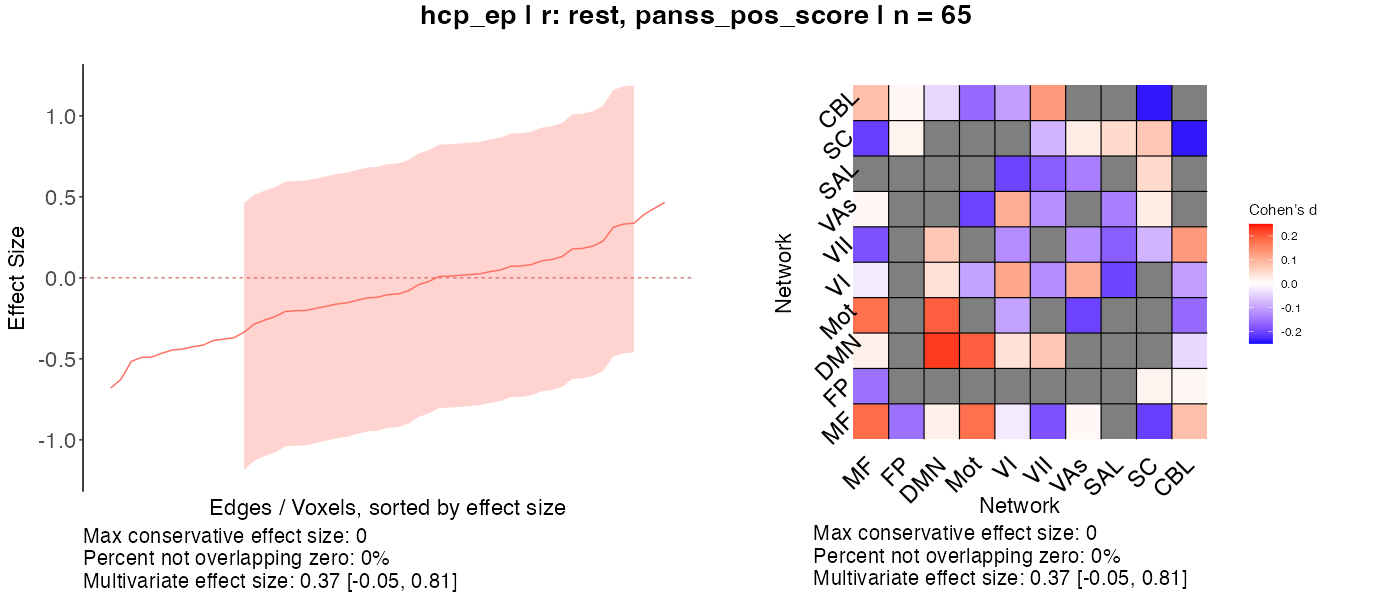 hcp_ep | r: rest, panss_pos_score | n = 65
Effect Size
1.0
0.5
0.0
-0.5
-1.0
Edges / Voxels, sorted by effect size
Max conservative effect size: 0
Percent not overlapping zero: 0%
Multivariate effect size: 0.37 [-0.05, 0.81]
Network
CBL
SC
SAL
VAs
VII
VI
Mot
DMN
FP
MF
MF
FP
DMN
Mot
VI
VII
VAs
SAL
SC
CBL
Network
Max conservative effect size: 0
Percent not overlapping zero: 0%
Multivariate effect size: 0.37 [-0.05, 0.81]
Cohen's d
0.2
0.1
0.0
-0.1
-0.2